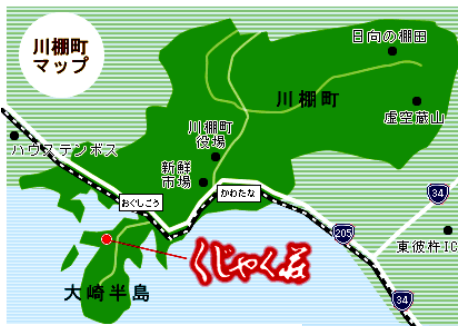 川棚町
マップ
日向の棚田
川棚町
虚空蔵山
川棚町
役場
ハウステンボス
新鮮
市場
かわたな
おぐしごう
34
205
東彼杵IC
くじゃく荘
大崎半島
34